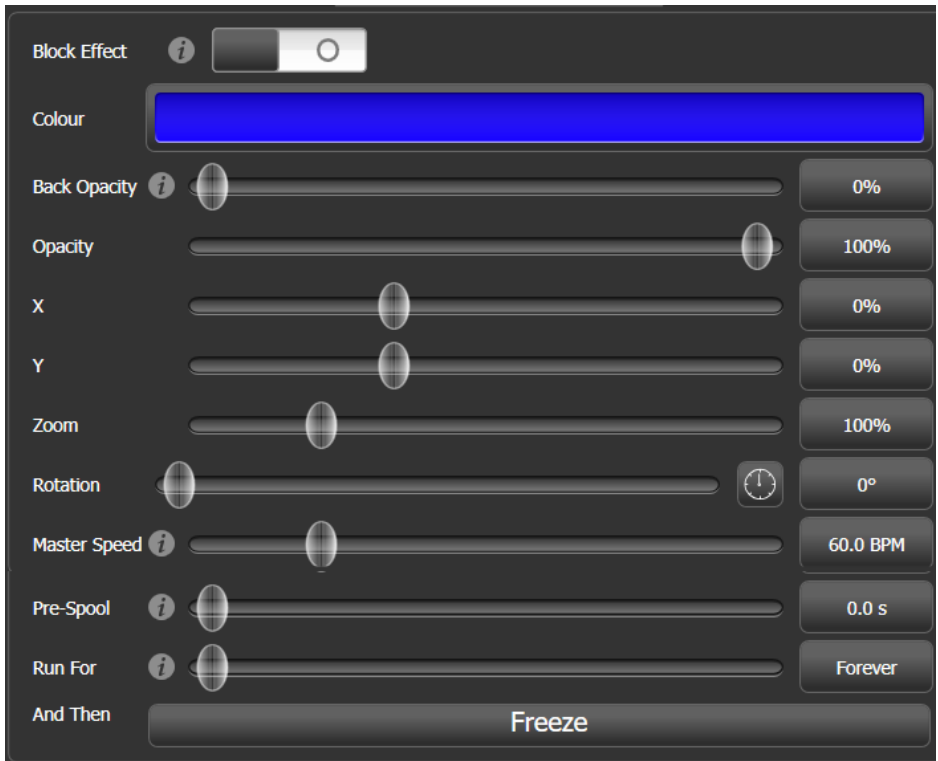 Block Effect
Colour
Back Opacity 0%
Opacity 100%
X 0%
Y 0%
Zoom 100%
Rotation 0°
Master Speed 60.0 BPM
Pre-Spool 0.0 s
Run For Forever
And Then Freeze